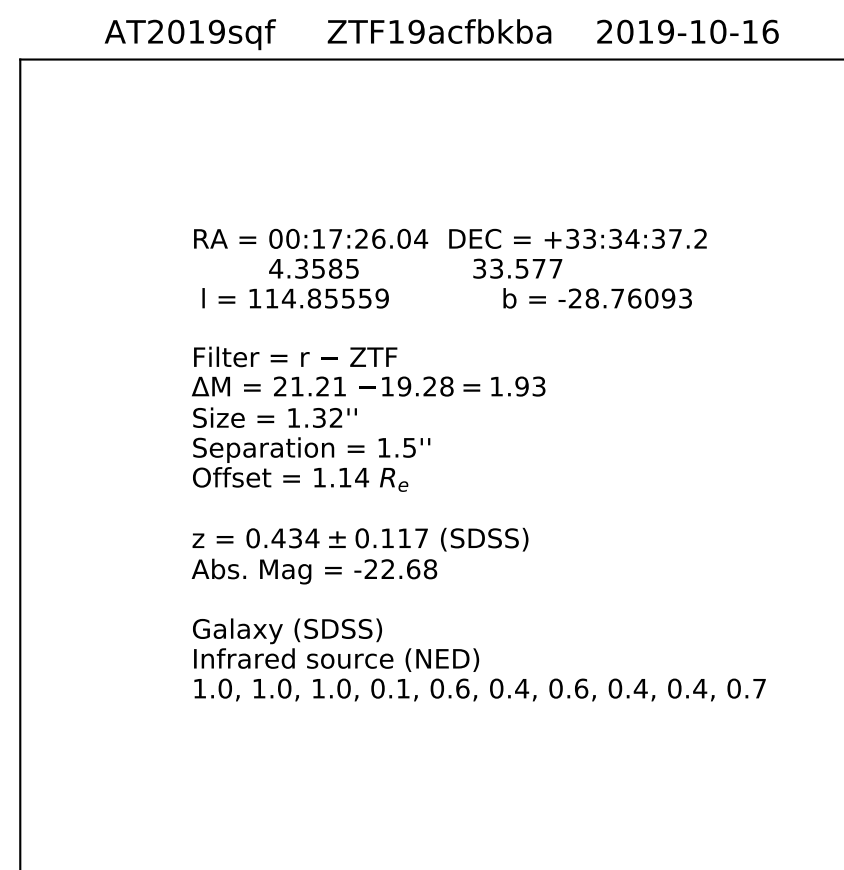 AT2019sqf ZTF19acfbkba 2019-10-16
RA = 00:17:26.04 DEC = +33:34:37.2
4.3585 33.577
l = 114.85559 b = -28.76093
Filter = r − ZTF
ΔM = 21.21 −19.28 = 1.93
Size = 1.32''
Separation = 1.5''
Offset = 1.14 Rₑ
z = 0.434 ± 0.117 (SDSS)
Abs. Mag = -22.68
Galaxy (SDSS)
Infrared source (NED)
1.0, 1.0, 1.0, 0.1, 0.6, 0.4, 0.6, 0.4, 0.4, 0.7